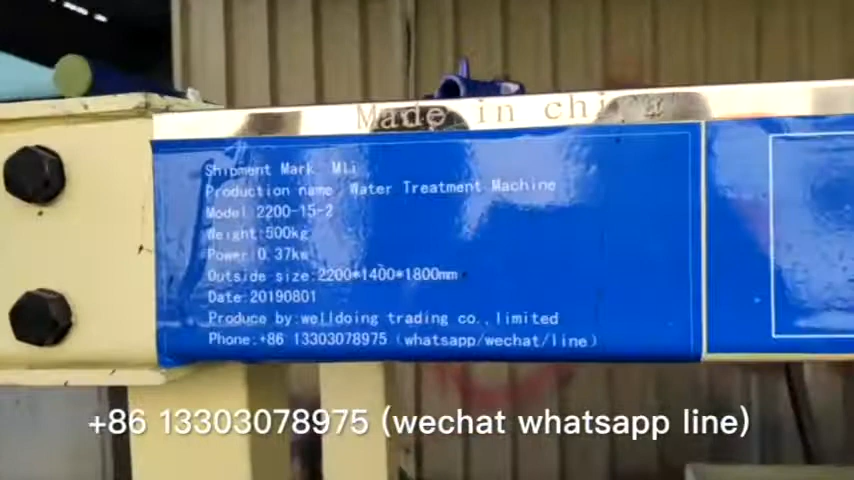 Made in china
Shipment Mark Mli
Production name Water Treatment Machine
Model 2200-15-2
Weight:500kg
Power:0.37kw
Outside size:2200*1400*1800mm
Date:20190801
Produce by:welldoing trading co.,limited
Phone:+86 13303078975 (whatsapp/wechat/line)
+86 13303078975 (wechat whatsapp line)